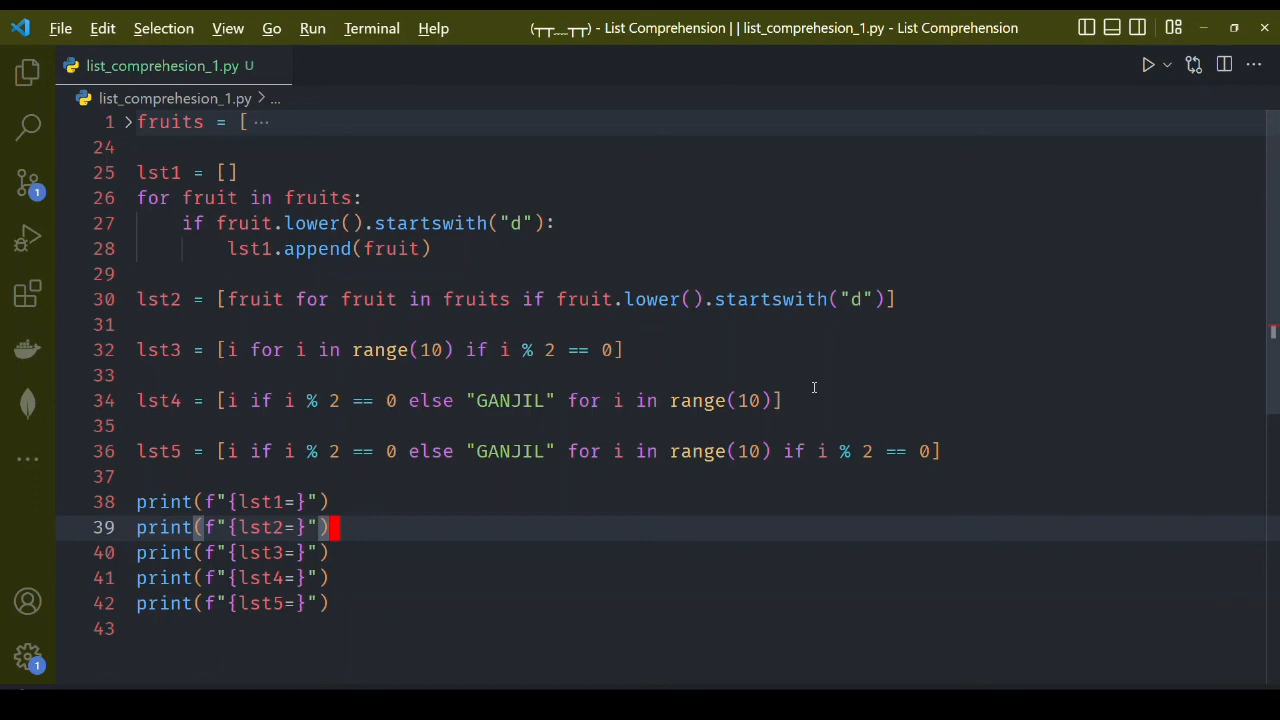 File Edit Selection View Go Run Terminal Help (┬┬﹏┬┬) - List Comprehension | | list_comprehesion_1.py - List Comprehension
list_comprehesion_1.py U
list_comprehesion_1.py > ...
1 fruits = [ ···
24
25 lst1 = []
26 for fruit in fruits:
27 if fruit.lower().startswith("d"):
28 lst1.append(fruit)
29
30 lst2 = [fruit for fruit in fruits if fruit.lower().startswith("d")]
31
32 lst3 = [i for i in range(10) if i % 2 == 0]
33
34 lst4 = [i if i % 2 == 0 else "GANJIL" for i in range(10)]
35
36 lst5 = [i if i % 2 == 0 else "GANJIL" for i in range(10) if i % 2 == 0]
37
38 print(f"{lst1=}")
39 print(f"{lst2=}")
40 print(f"{lst3=}")
41 print(f"{lst4=}")
42 print(f"{lst5=}")
43
1
1